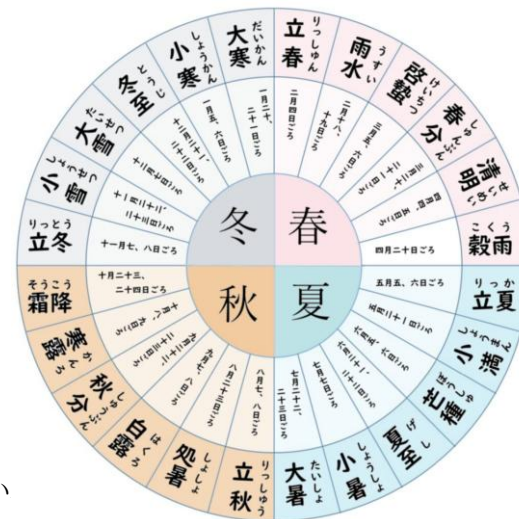 春
りっしゅん
立春
二月四日ごろ
うすい
雨水
二月十八、
十九日ごろ
けいちつ
啓蟄
三月五、六日ごろ
しゅんぶん
春分
三月二十、
二十一日ごろ
せいめい
清明
四月四、五日ごろ
こくう
穀雨
四月二十日ごろ
夏
りっか
立夏
五月五、六日ごろ
しょうまん
小満
五月二十一日ごろ
ぼうしゅ
芒種
六月五、六日ごろ
げし
夏至
六月二十一、
二十二日ごろ
しょうしょ
小暑
七月七日ごろ
たいしょ
大暑
七月二十二、
二十三日ごろ
秋
りっしゅう
立秋
八月七、八日ごろ
しょしょ
処暑
八月二十三日ごろ
はくろ
白露
九月七、八日ごろ
しゅうぶん
秋分
九月二十二、
二十三日ごろ
かんろ
寒露
十月八、九日ごろ
そうこう
霜降
十月二十三、
二十四日ごろ
冬
りっとう
立冬
十一月七、八日ごろ
しょうせつ
小雪
十一月二十二、
二十三日ごろ
たいせつ
大雪
十二月七日ごろ
とうじ
冬至
十二月二十一、
二十二日ごろ
しょうかん
小寒
一月五、六日ごろ
だいかん
大寒
一月二十、
二十一日ごろ
い